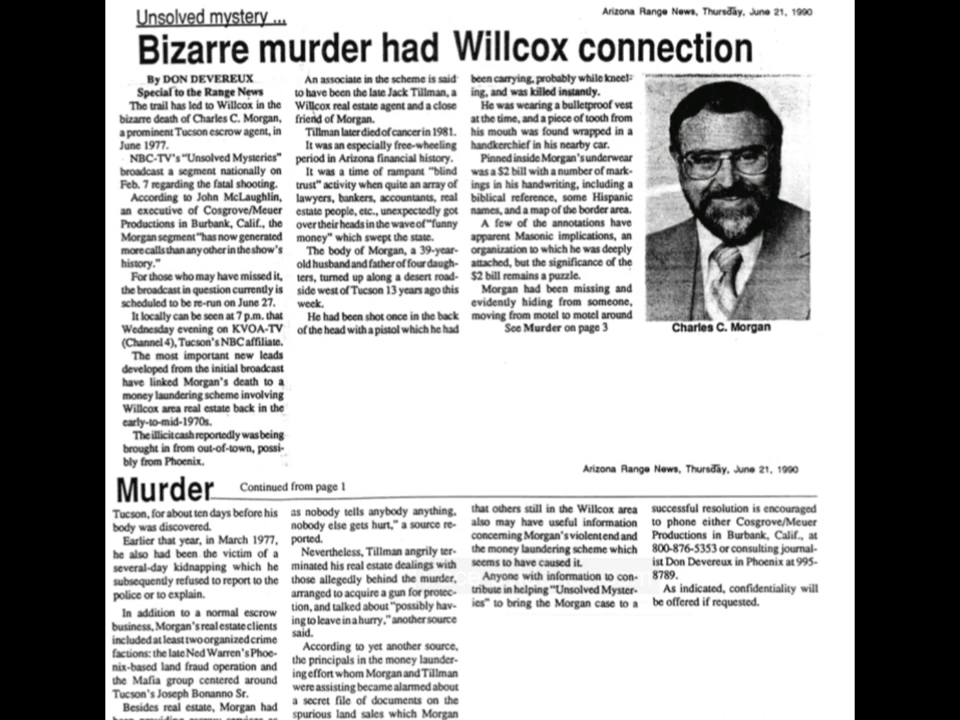 Unsolved mystery ...
Arizona Range News, Thursday, June 21, 1990
Bizarre murder had Willcox connection
By DON DEVEREUX
Special to the Range News
The trail has led to Willcox in the
bizarre death of Charles C. Morgan,
a prominent Tucson escrow agent, in
June 1977.
NBC-TV's "Unsolved Mysteries"
broadcast a segment nationally on
Feb. 7 regarding the fatal shooting.
According to John McLaughlin,
an executive of Cosgrove/Meuer
Productions in Burbank, Calif., the
Morgan segment "has now generated
more calls than any other in the show's
history."
For those who may have missed it,
the broadcast in question currently is
scheduled to be re-run on June 27.
It locally can be seen at 7 p.m. that
Wednesday evening on KVOA-TV
(Channel 4), Tucson's NBC affiliate.
The most important new leads
developed from the initial broadcast
have linked Morgan's death to a
money laundering scheme involving
Willcox area real estate back in the
early-to-mid-1970s.
The illicit cash reportedly was being
brought in from out-of-town, possi-
bly from Phoenix.
An associate in the scheme is said
to have been the late Jack Tillman, a
Willcox real estate agent and a close
friend of Morgan.
Tillman later died of cancer in 1981.
It was an especially free-wheeling
period in Arizona financial history.
It was a time of rampant "blind
trust" activity when quite an array of
lawyers, bankers, accountants, real
estate people, etc., unexpectedly got
over their heads in the wave of "funny
money" which swept the state.
The body of Morgan, a 39-year-
old husband and father of four daugh-
ters, turned up along a desert road-
side west of Tucson 13 years ago this
week.
He had been shot once in the back
of the head with a pistol which he had
been carrying, probably while kneel-
ing, and was killed instantly.
He was wearing a bulletproof vest
at the time, and a piece of tooth from
his mouth was found wrapped in a
handkerchief in his nearby car.
Pinned inside Morgan's underwear
was a $2 bill with a number of mark-
ings in his handwriting, including a
biblical reference, some Hispanic
names, and a map of the border area.
A few of the annotations have
apparent Masonic implications, an
organization to which he was deeply
attached, but the significance of the
$2 bill remains a puzzle.
Morgan had been missing and
evidently hiding from someone,
moving from motel to motel around
See Murder on page 3
Charles C. Morgan
Arizona Range News, Thursday, June 21, 1990
Murder
Continued from page 1
Tucson, for about ten days before his
body was discovered.
Earlier that year, in March 1977,
he also had been the victim of a
several-day kidnapping which he
subsequently refused to report to the
police or to explain.
In addition to a normal escrow
business, Morgan's real estate clients
included at least two organized crime
factions: the late Ned Warren's Phoe-
nix-based land fraud operation and
the Mafia group centered around
Tucson's Joseph Bonanno Sr.
Besides real estate, Morgan had
been providing escrow services
as nobody tells anybody anything,
nobody else gets hurt," a source re-
ported.
Nevertheless, Tillman angrily ter-
minated his real estate dealings with
those allegedly behind the murder,
arranged to acquire a gun for protec-
tion, and talked about "possibly hav-
ing to leave in a hurry," another source
said.
According to yet another source,
the principals in the money launder-
ing effort whom Morgan and Tillman
were assisting became alarmed about
a secret file of documents on the
spurious land sales which Morgan
that others still in the Willcox area
also may have useful information
concerning Morgan's violent end and
the money laundering scheme which
seems to have caused it.
Anyone with information to con-
tribute in helping "Unsolved Myster-
ies" to bring the Morgan case to a
successful resolution is encouraged
to phone either Cosgrove/Meuer
Productions in Burbank, Calif., at
800-876-5353 or consulting journal-
ist Don Devereux in Phoenix at 995-
8789.
As indicated, confidentiality will
be offered if requested.